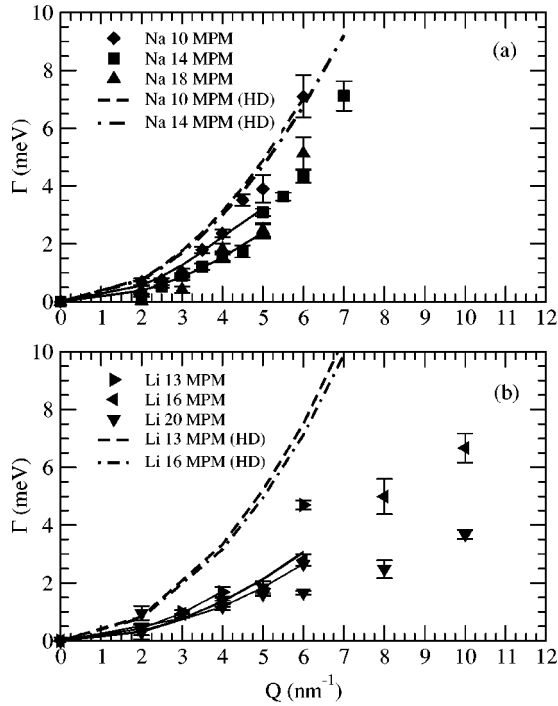 10
(a)
Na 10 MPM
Na 14 MPM
8
Na 18 MPM
Na 10 MPM (HD)
Na 14 MPM (HD)
6
Γ (meV)
4
2
0
0 1 2 3 4 5 6 7 8 9 10 11 12
10
(b)
Li 13 MPM
Li 16 MPM
8
Li 20 MPM
Li 13 MPM (HD)
Li 16 MPM (HD)
6
Γ (meV)
4
2
0
0 1 2 3 4 5 6 7 8 9 10 11 12
Q (nm⁻¹)